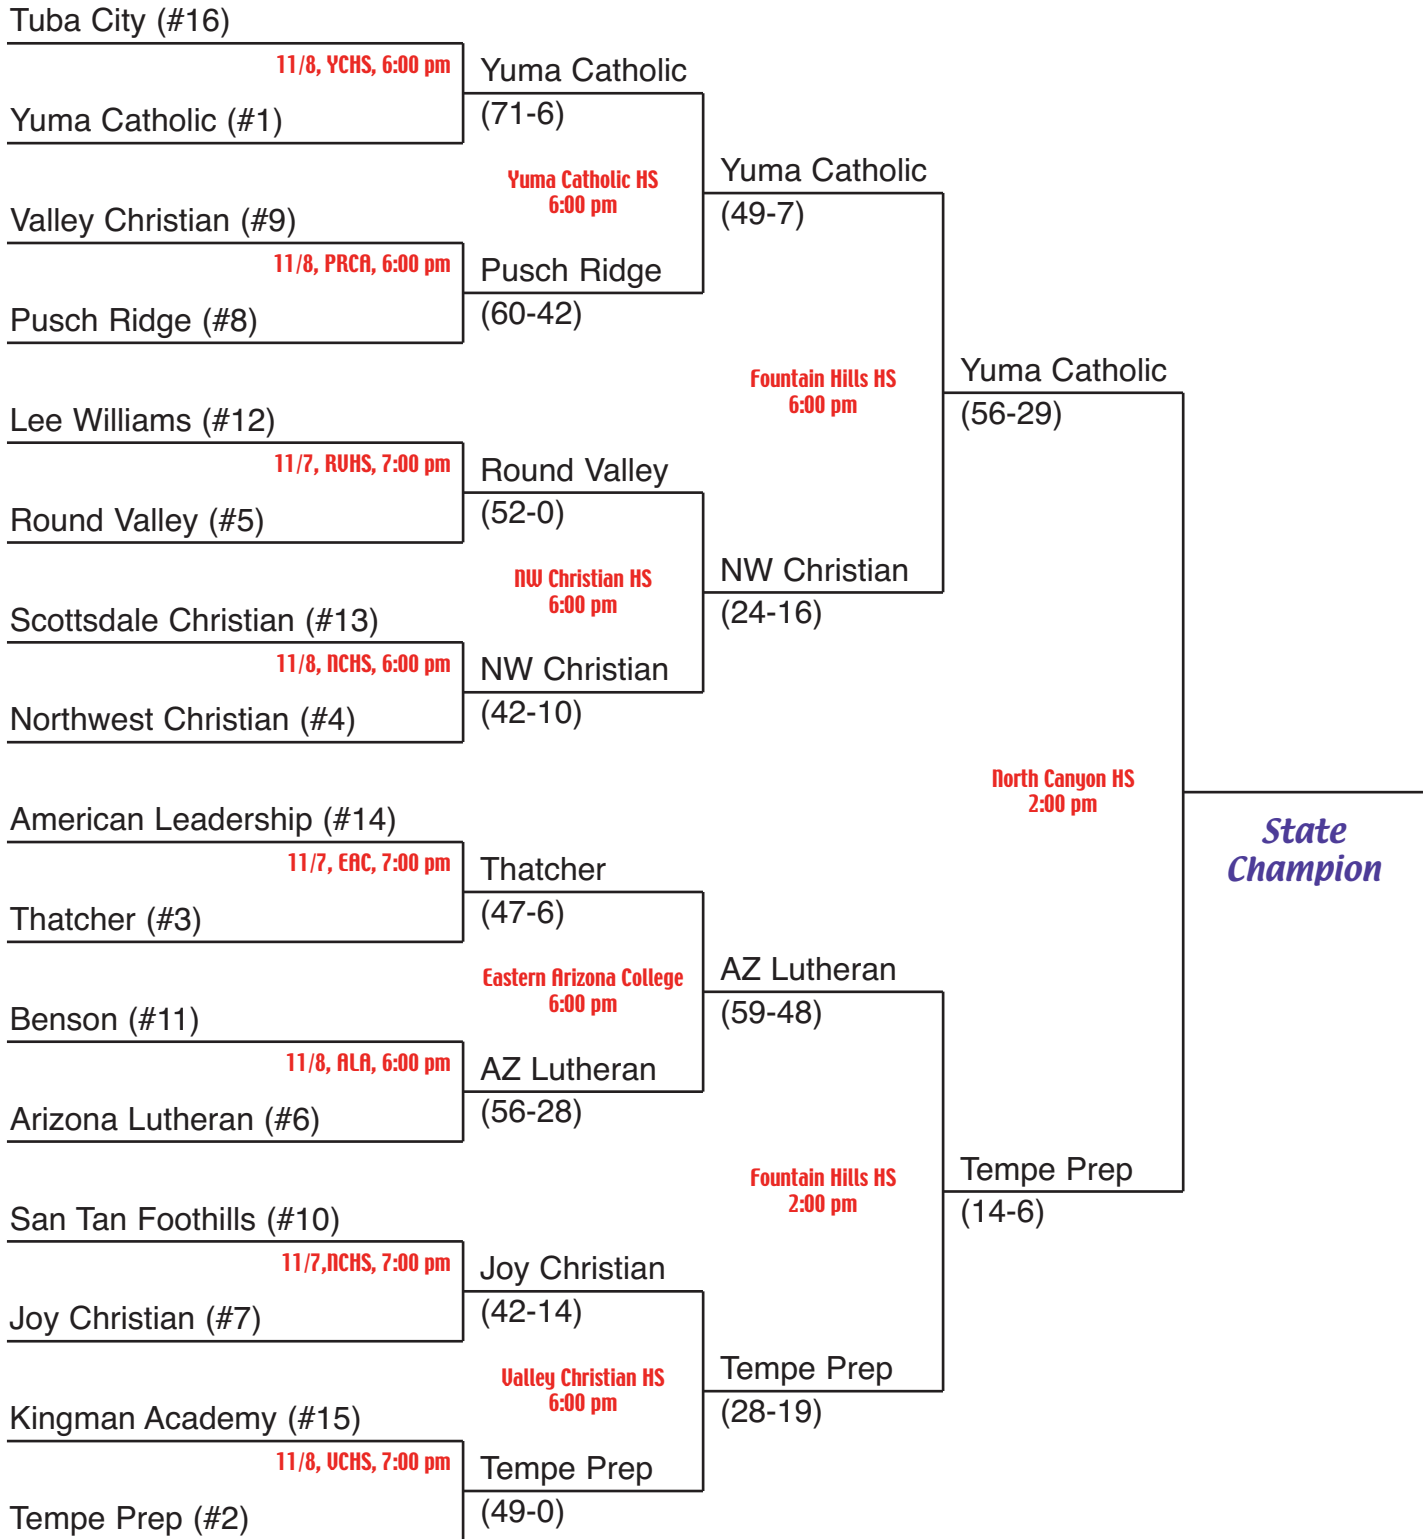 Tuba City (#16)
11/8, YCHS, 6:00 pm
Yuma Catholic (#1)
Yuma Catholic
(71-6)
Yuma Catholic HS
6:00 pm
Yuma Catholic
(49-7)
Valley Christian (#9)
11/8, PRCA, 6:00 pm
Pusch Ridge (#8)
Pusch Ridge
(60-42)
Fountain Hills HS
6:00 pm
Yuma Catholic
(56-29)
Lee Williams (#12)
11/7, RVHS, 7:00 pm
Round Valley (#5)
Round Valley
(52-0)
NW Christian HS
6:00 pm
NW Christian
(24-16)
Scottsdale Christian (#13)
11/8, NCHS, 6:00 pm
Northwest Christian (#4)
NW Christian
(42-10)
North Canyon HS
2:00 pm
State
Champion
American Leadership (#14)
11/7, EAC, 7:00 pm
Thatcher (#3)
Thatcher
(47-6)
Eastern Arizona College
6:00 pm
AZ Lutheran
(59-48)
Benson (#11)
11/8, ALA, 6:00 pm
Arizona Lutheran (#6)
AZ Lutheran
(56-28)
Fountain Hills HS
2:00 pm
Tempe Prep
(14-6)
San Tan Foothills (#10)
11/7,NCHS, 7:00 pm
Joy Christian (#7)
Joy Christian
(42-14)
Valley Christian HS
6:00 pm
Tempe Prep
(28-19)
Kingman Academy (#15)
11/8, VCHS, 7:00 pm
Tempe Prep (#2)
Tempe Prep
(49-0)